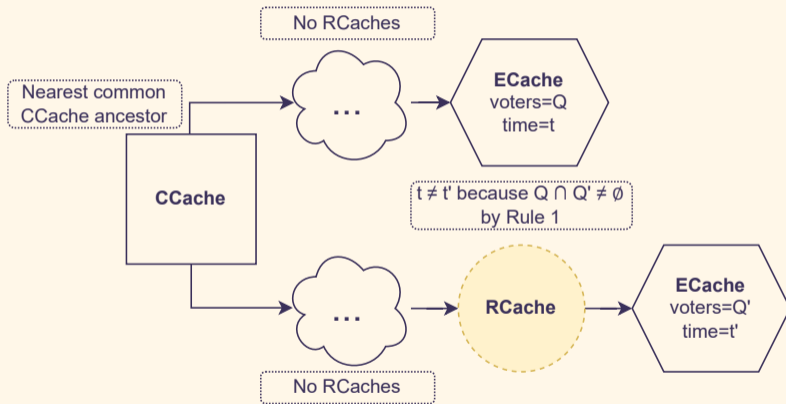 No RCaches
Nearest common
CCache ancestor
...
ECache
voters=Q
time=t
CCache
t ≠ t' because Q ∩ Q' ≠ ∅
by Rule 1
...
RCache
ECache
voters=Q'
time=t'
No RCaches